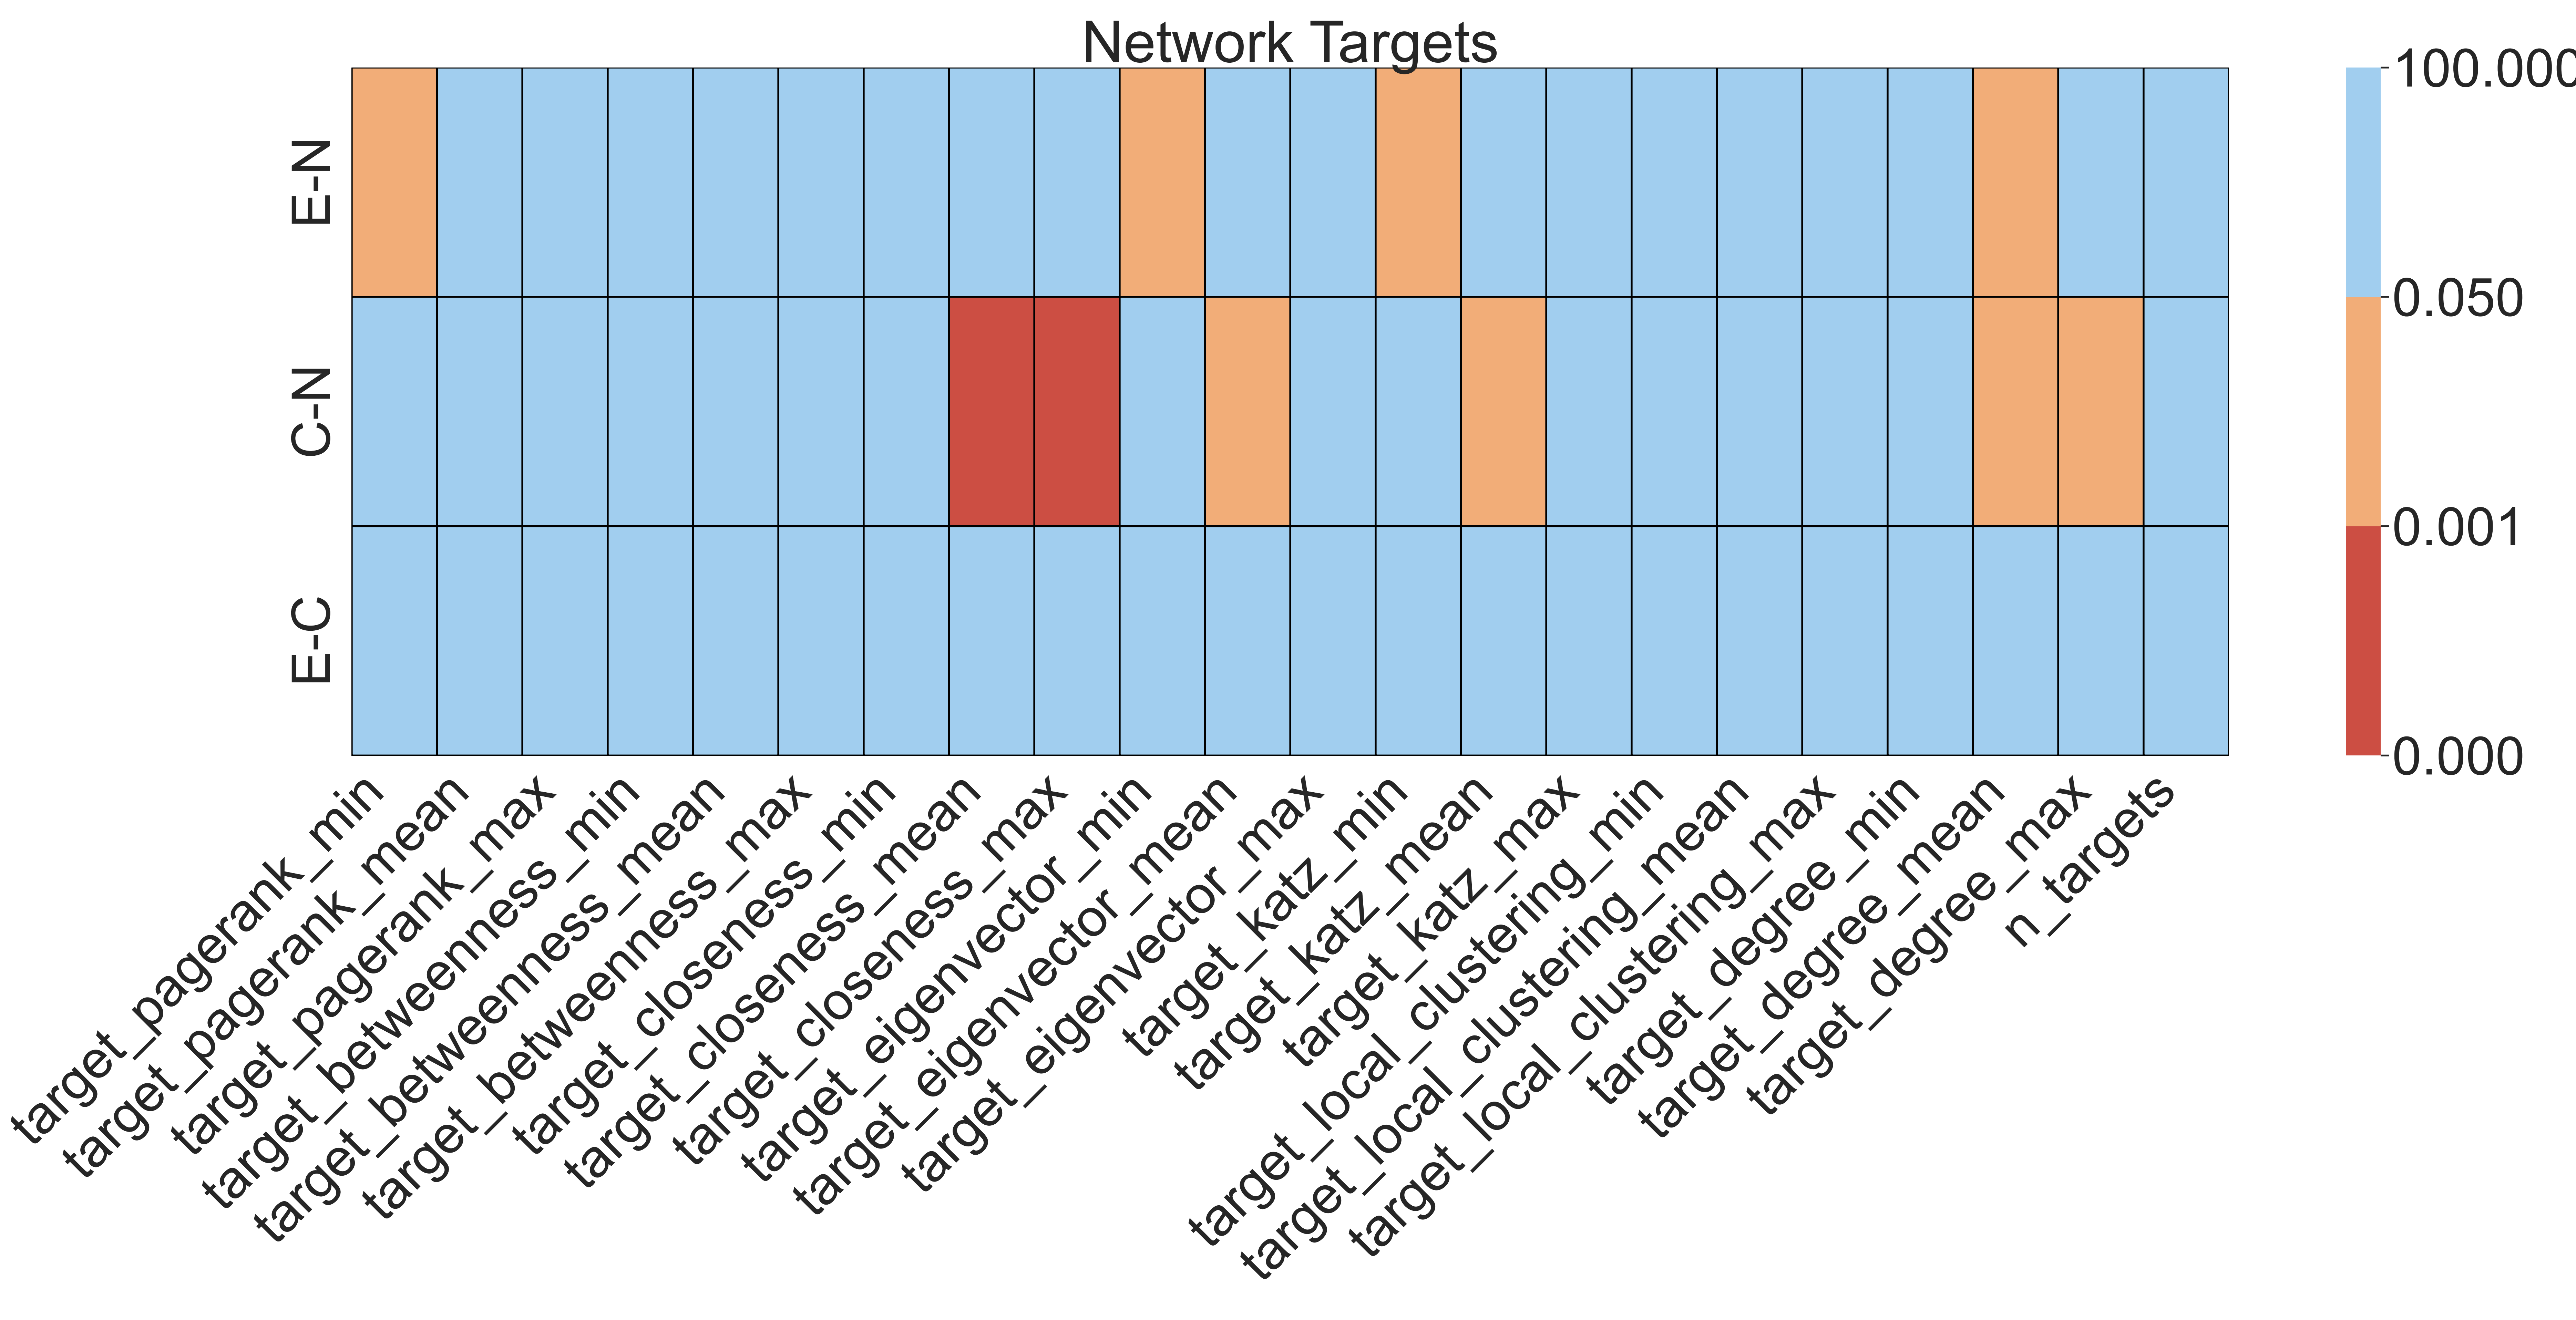 Network Targets
E-N
C-N
E-C
100.000
0.050
0.001
0.000
target_pagerank_min
target_pagerank_mean
target_pagerank_max
target_betweenness_min
target_betweenness_mean
target_betweenness_max
target_closeness_min
target_closeness_mean
target_closeness_max
target_eigenvector_min
target_eigenvector_mean
target_eigenvector_max
target_katz_min
target_katz_mean
target_katz_max
target_local_clustering_min
target_local_clustering_mean
target_local_clustering_max
target_degree_min
target_degree_mean
target_degree_max
n_targets